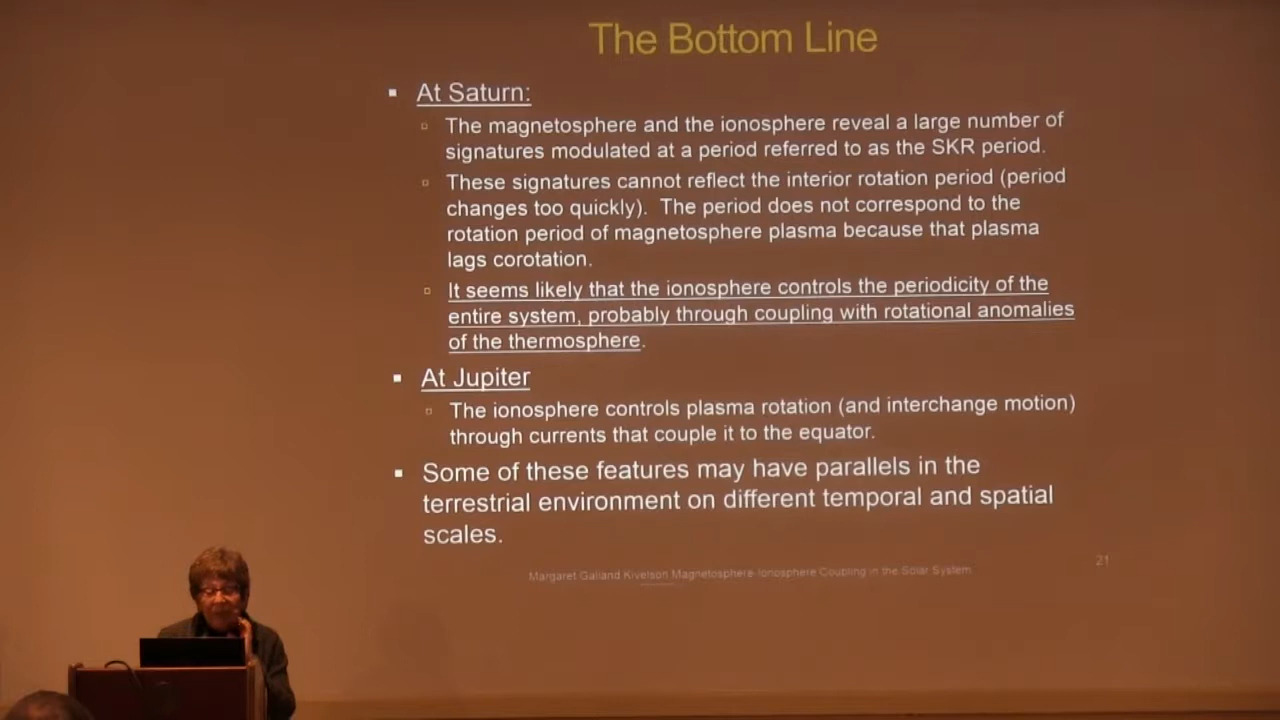 The Bottom Line
▪ At Saturn:
▫ The magnetosphere and the ionosphere reveal a large number of
signatures modulated at a period referred to as the SKR period.
▫ These signatures cannot reflect the interior rotation period (period
changes too quickly). The period does not correspond to the
rotation period of magnetosphere plasma because that plasma
lags corotation.
▫ It seems likely that the ionosphere controls the periodicity of the
entire system, probably through coupling with rotational anomalies
of the thermosphere.
▪ At Jupiter
▫ The ionosphere controls plasma rotation (and interchange motion)
through currents that couple it to the equator.
▪ Some of these features may have parallels in the
terrestrial environment on different temporal and spatial
scales.
Margaret Galland Kivelson Magnetosphere-Ionosphere Coupling in the Solar System
21